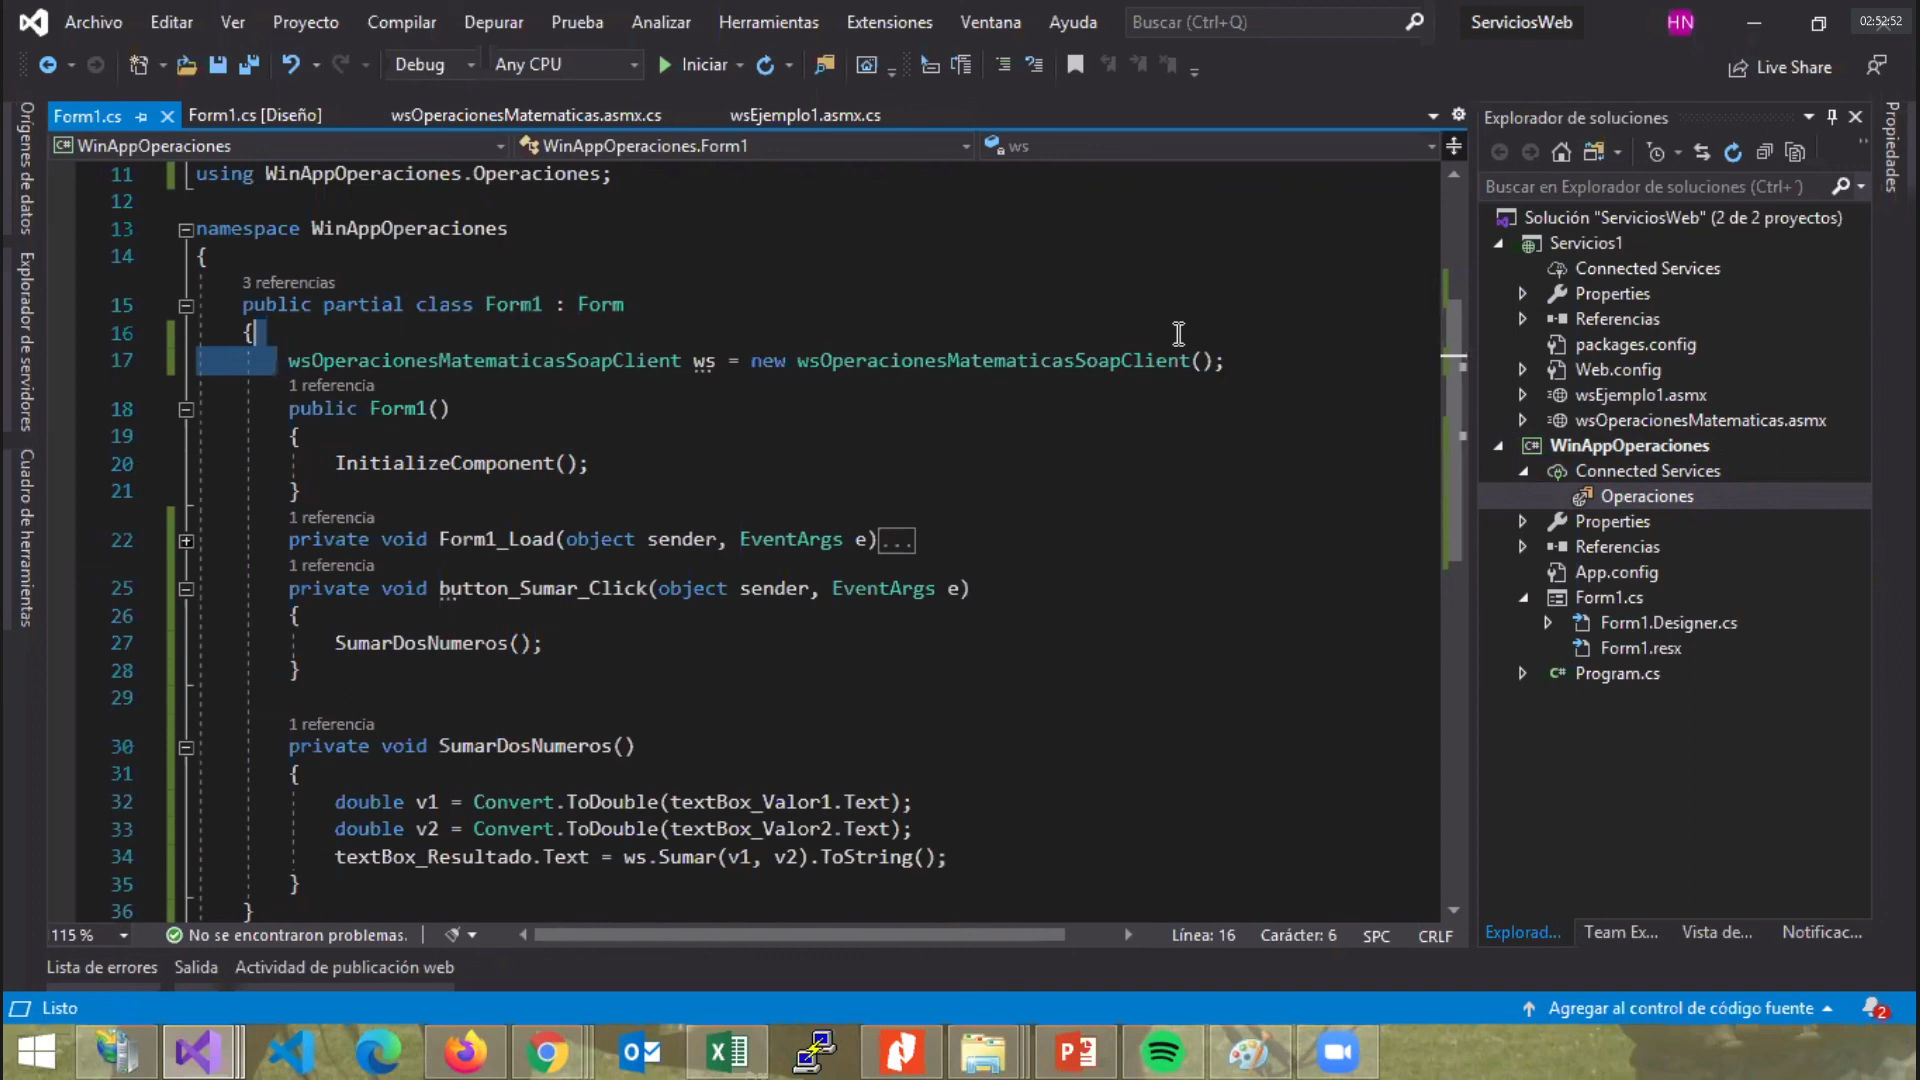 Archivo Editar Ver Proyecto Compilar Depurar Prueba Analizar Herramientas Extensiones Ventana Ayuda Buscar (Ctrl+Q) ServiciosWeb HN 02:52:52
Debug Any CPU Iniciar Live Share
Form1.cs Form1.cs [Diseño] wsOperacionesMatematicas.asmx.cs wsEjemplo1.asmx.cs
WinAppOperaciones WinAppOperaciones.Form1 ws
Orígenes de datos
Explorador de servidores
Cuadro de herramientas
11 using WinAppOperaciones.Operaciones;
12
13 namespace WinAppOperaciones
14 {
3 referencias
15 public partial class Form1 : Form
16 {
17 wsOperacionesMatematicasSoapClient ws = new wsOperacionesMatematicasSoapClient();
1 referencia
18 public Form1()
19 {
20 InitializeComponent();
21 }
1 referencia
22 private void Form1_Load(object sender, EventArgs e)...
1 referencia
25 private void button_Sumar_Click(object sender, EventArgs e)
26 {
27 SumarDosNumeros();
28 }
29
1 referencia
30 private void SumarDosNumeros()
31 {
32 double v1 = Convert.ToDouble(textBox_Valor1.Text);
33 double v2 = Convert.ToDouble(textBox_Valor2.Text);
34 textBox_Resultado.Text = ws.Sumar(v1, v2).ToString();
35 }
36 }
115 % No se encontraron problemas. Línea: 16 Carácter: 6 SPC CRLF
Explorador de soluciones
Buscar en Explorador de soluciones (Ctrl+´)
Solución "ServiciosWeb" (2 de 2 proyectos)
Servicios1
Connected Services
Properties
Referencias
packages.config
Web.config
wsEjemplo1.asmx
wsOperacionesMatematicas.asmx
WinAppOperaciones
Connected Services
Operaciones
Properties
Referencias
App.config
Form1.cs
Form1.Designer.cs
Form1.resx
C# Program.cs
Explorad... Team Ex... Vista de... Notificac...
Propiedades
Lista de errores Salida Actividad de publicación web
Listo Agregar al control de código fuente 2